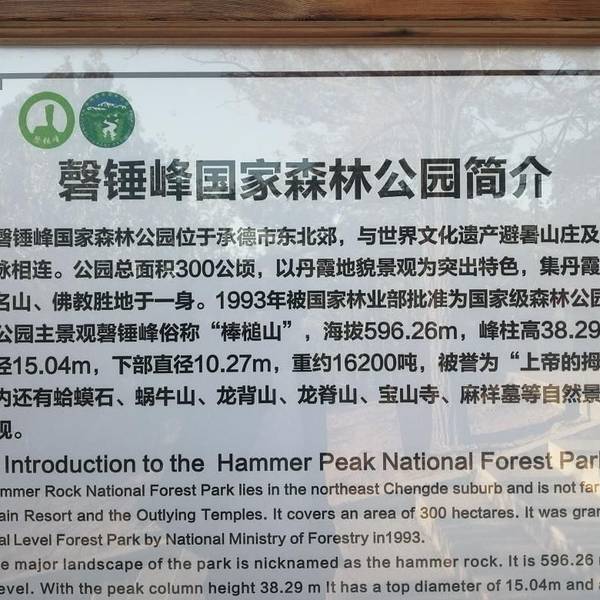 磬锤峰
磬锤峰国家森林公园简介
磬锤峰国家森林公园位于承德市东北郊，与世界文化遗产避暑山庄及
脉相连。公园总面积300公顷，以丹霞地貌景观为突出特色，集丹霞
名山、佛教胜地于一身。1993年被国家林业部批准为国家级森林公园
公园主景观磬锤峰俗称“棒槌山”，海拔596.26m，峰柱高38.29
径15.04m，下部直径10.27m，重约16200吨，被誉为“上帝的拇
内还有蛤蟆石、蜗牛山、龙背山、龙脊山、宝山寺、麻祥墓等自然景
观。
Introduction to the Hammer Peak National Forest Par
mmer Rock National Forest Park lies in the northeast Chengde suburb and is not far
ain Resort and the Outlying Temples. It covers an area of 300 hectares. It was gran
al Level Forest Park by National Ministry of Forestry in1993.
e major landscape of the park is nicknamed as the hammer rock. It is 596.26
evel. With the peak column height 38.29 m It has a top diameter of 15.04m and